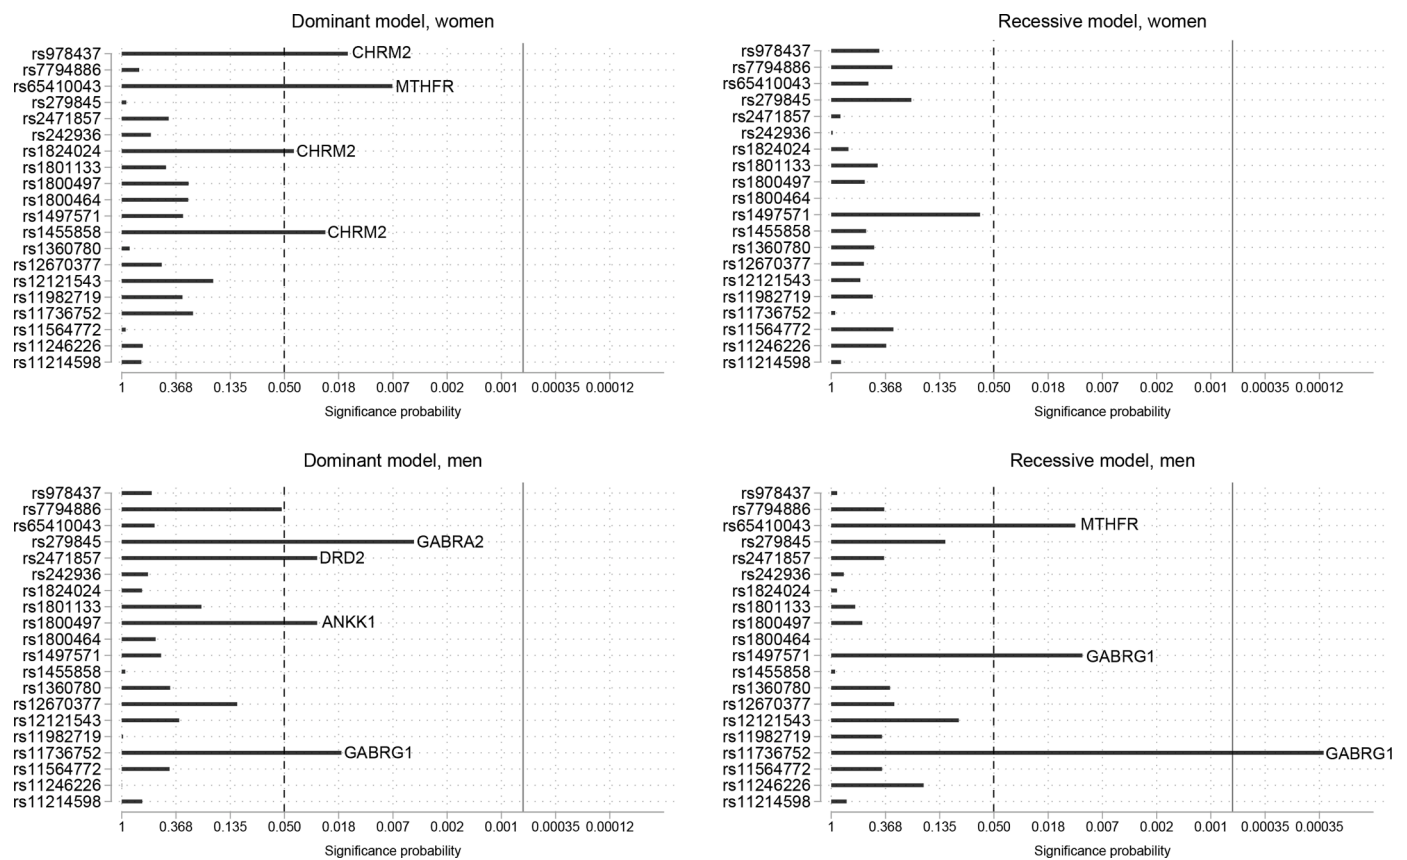 Dominant model, women
rs978437
CHRM2
rs7794886
rs65410043
MTHFR
rs279845
rs2471857
rs242936
rs1824024
CHRM2
rs1801133
rs1800497
rs1800464
rs1497571
rs1455858
CHRM2
rs1360780
rs12670377
rs12121543
rs11982719
rs11736752
rs11564772
rs11246226
rs11214598
1 0.368 0.135 0.050 0.018 0.007 0.002 0.001 0.00035 0.00012
Significance probability
Recessive model, women
rs978437
rs7794886
rs65410043
rs279845
rs2471857
rs242936
rs1824024
rs1801133
rs1800497
rs1800464
rs1497571
rs1455858
rs1360780
rs12670377
rs12121543
rs11982719
rs11736752
rs11564772
rs11246226
rs11214598
1 0.368 0.135 0.050 0.018 0.007 0.002 0.001 0.00035 0.00012
Significance probability
Dominant model, men
rs978437
rs7794886
rs65410043
rs279845
GABRA2
rs2471857
DRD2
rs242936
rs1824024
rs1801133
rs1800497
ANKK1
rs1800464
rs1497571
rs1455858
rs1360780
rs12670377
rs12121543
rs11982719
rs11736752
GABRG1
rs11564772
rs11246226
rs11214598
1 0.368 0.135 0.050 0.018 0.007 0.002 0.001 0.00035 0.00012
Significance probability
Recessive model, men
rs978437
rs7794886
rs65410043
MTHFR
rs279845
rs2471857
rs242936
rs1824024
rs1801133
rs1800497
rs1800464
rs1497571
GABRG1
rs1455858
rs1360780
rs12670377
rs12121543
rs11982719
rs11736752
GABRG1
rs11564772
rs11246226
rs11214598
1 0.368 0.135 0.050 0.018 0.007 0.002 0.001 0.00035 0.00035
Significance probability